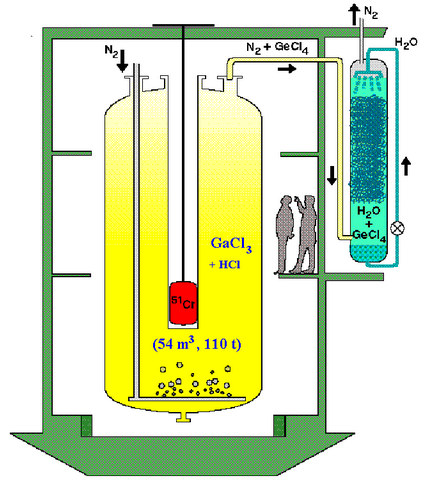 N₂
N₂
N₂ + GeCl₄
H₂O
H₂O
+
GeCl₄
GaCl₃
+ HCl
⁵¹Cr
(54 m³, 110 t)